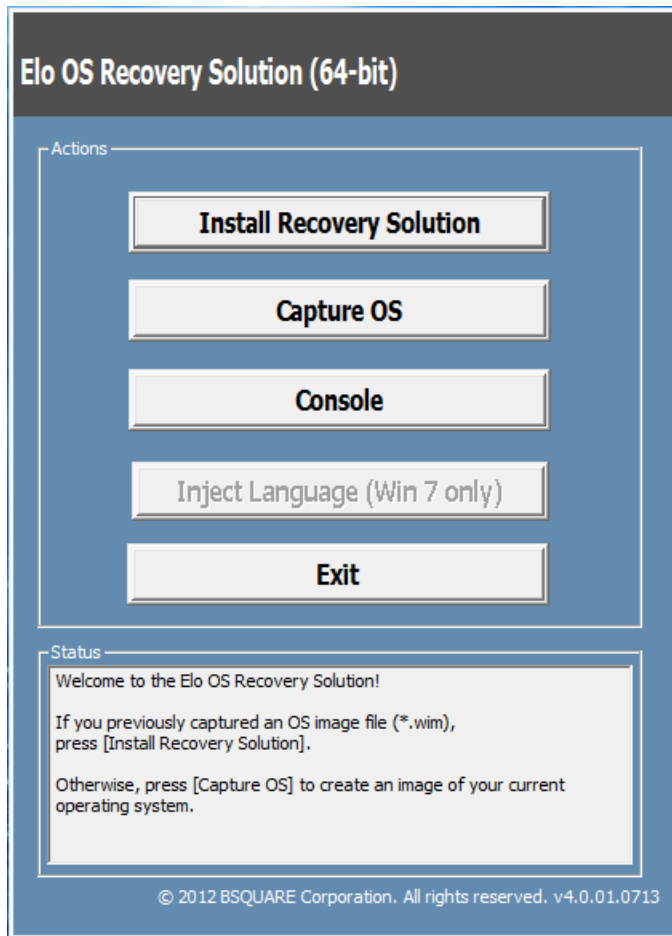 Elo OS Recovery Solution (64-bit)
Actions
Install Recovery Solution
Capture OS
Console
Inject Language (Win 7 only)
Exit
Status
Welcome to the Elo OS Recovery Solution!
If you previously captured an OS image file (*.wim),
press [Install Recovery Solution].
Otherwise, press [Capture OS] to create an image of your current
operating system.
© 2012 BSQUARE Corporation. All rights reserved. v4.0.01.0713